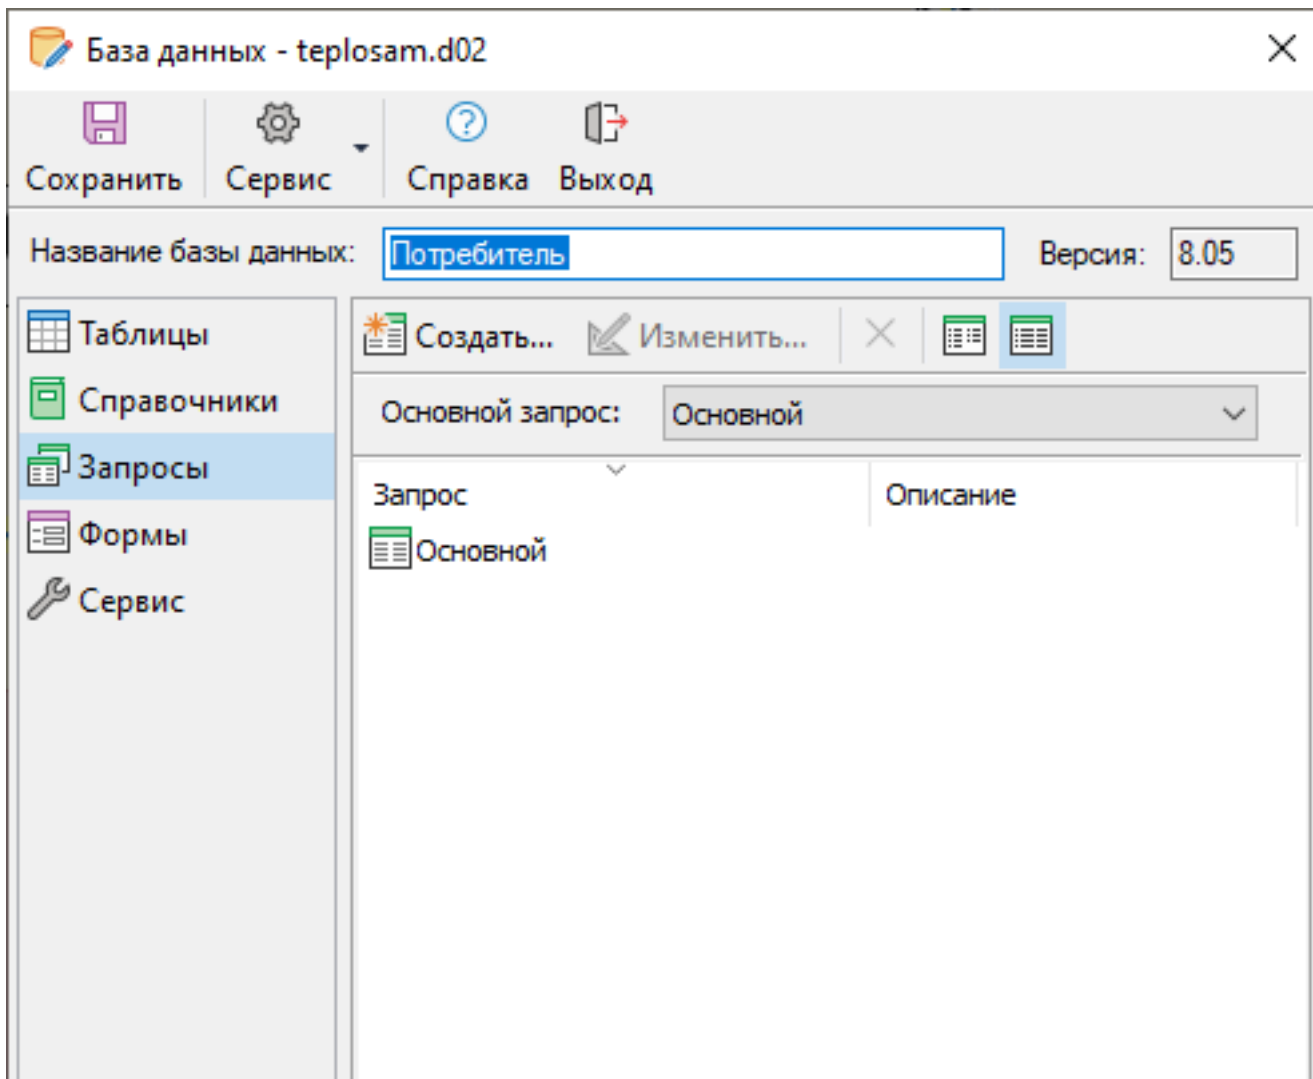 База данных - teplosam.d02
Сохранить Сервис Справка Выход
Название базы данных: Потребитель Версия: 8.05
Таблицы
Справочники
Запросы
Формы
Сервис
Создать... Изменить...
Основной запрос: Основной
Запрос Описание
Основной